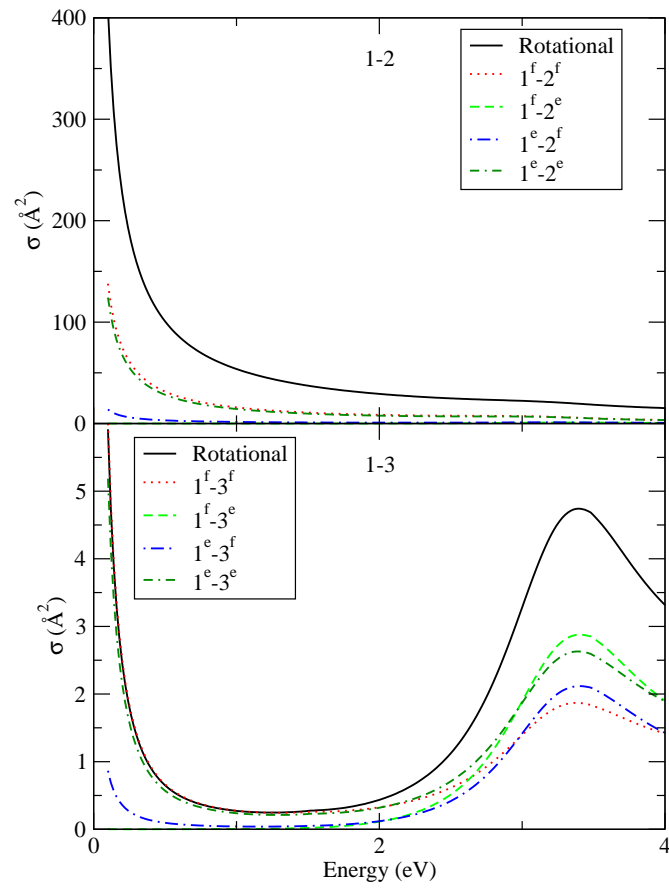 400
300
200
100
0
σ (Å²)
1-2
Rotational
1ᶠ-2ᶠ
1ᶠ-2ᵉ
1ᵉ-2ᶠ
1ᵉ-2ᵉ
5
4
3
2
1
0
σ (Å²)
Rotational
1ᶠ-3ᶠ
1ᶠ-3ᵉ
1ᵉ-3ᶠ
1ᵉ-3ᵉ
1-3
0 2 4
Energy (eV)